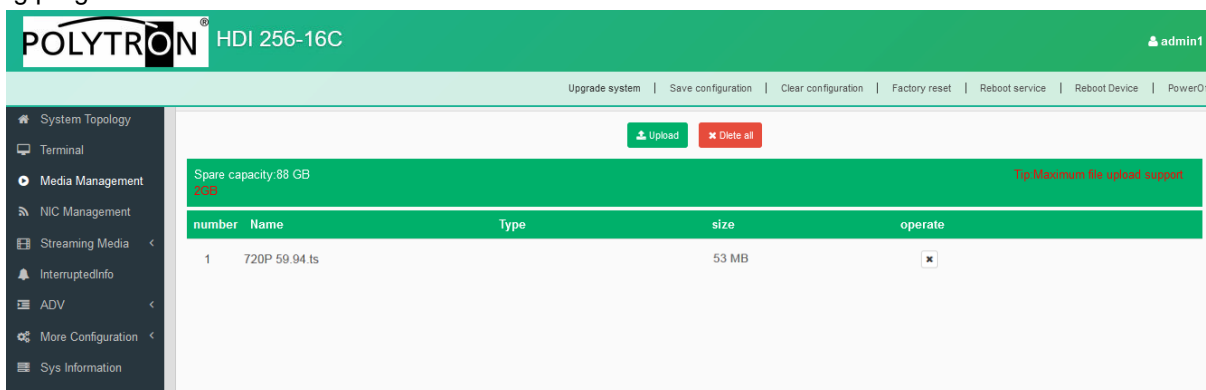 POLYTRON® HDI 256-16C
admin1
Upgrade system | Save configuration | Clear configuration | Factory reset | Reboot service | Reboot Device |
System Topology
Terminal
Media Management
NIC Management
Streaming Media
InterruptedInfo
ADV
More Configuration
Sys Information
Upload Dlete all
Spare capacity:88 GB Tip:Maximum file upload support
2GB
number Name Type size operate
1 720P 59.94.ts 53 MB